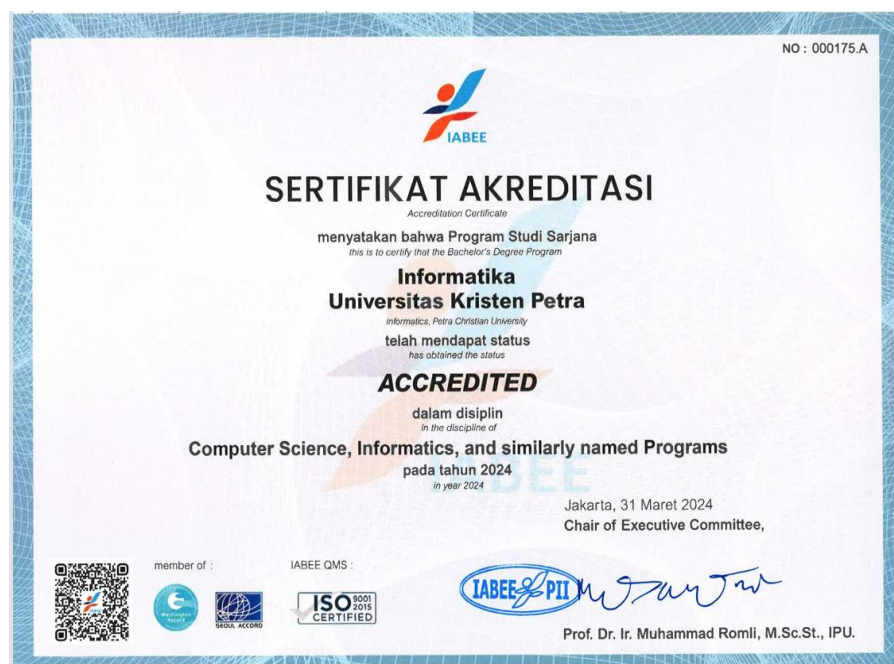 NO : 000175.A
IABEE
SERTIFIKAT AKREDITASI
Accreditation Certificate
menyatakan bahwa Program Studi Sarjana
this is to certify that the Bachelor's Degree Program
Informatika
Universitas Kristen Petra
Informatics, Petra Christian University
telah mendapat status
has obtained the status
ACCREDITED
dalam disiplin
in the discipline of
Computer Science, Informatics, and similarly named Programs
pada tahun 2024
in year 2024
IABEE
Jakarta, 31 Maret 2024
Chair of Executive Committee,
member of :
IABEE QMS :
Washington
Accord
SEOUL ACCORD
ISO 9001
2015
CERTIFIED
IABEE PII
Prof. Dr. Ir. Muhammad Romli, M.Sc.St., IPU.